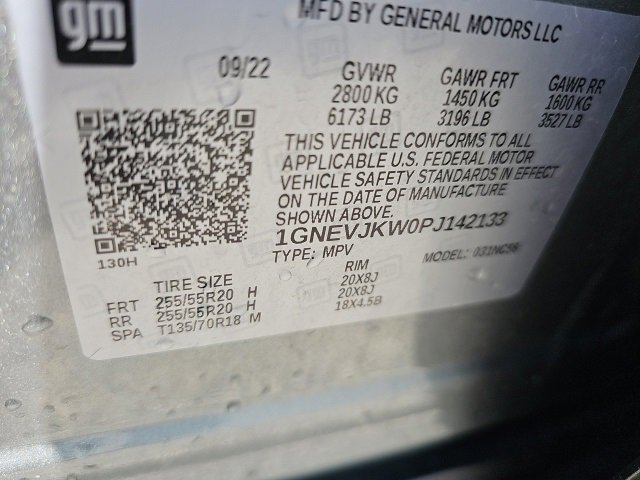 gm
MFD BY GENERAL MOTORS LLC
09/22 GVWR GAWR FRT GAWR RR
2800 KG 1450 KG 1600 KG
6173 LB 3196 LB 3527 LB
THIS VEHICLE CONFORMS TO ALL
APPLICABLE U.S. FEDERAL MOTOR
VEHICLE SAFETY STANDARDS IN EFFECT
ON THE DATE OF MANUFACTURE
SHOWN ABOVE.
1GNEVJKW0PJ142133
TYPE: MPV MODEL: 031NC56
130H
TIRE SIZE RIM
FRT 255/55R20 H 20X8J
RR 255/55R20 H 20X8J
SPA T135/70R18 M 18X4.5B